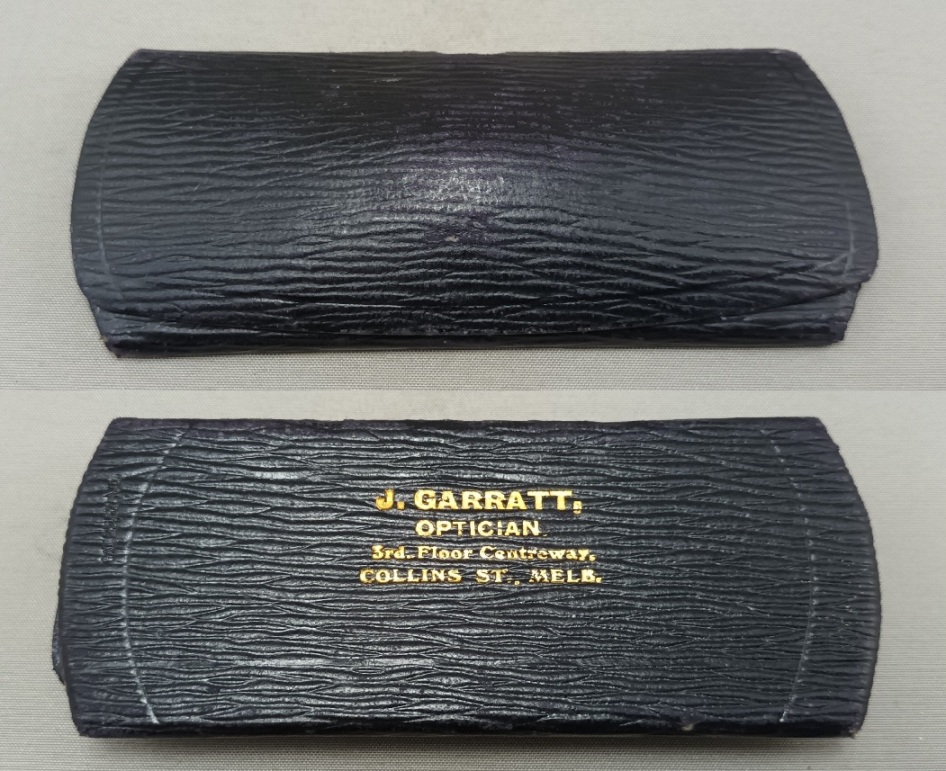 J. GARRATT,
OPTICIAN
3rd. Floor Centreway,
COLLINS ST., MELB.